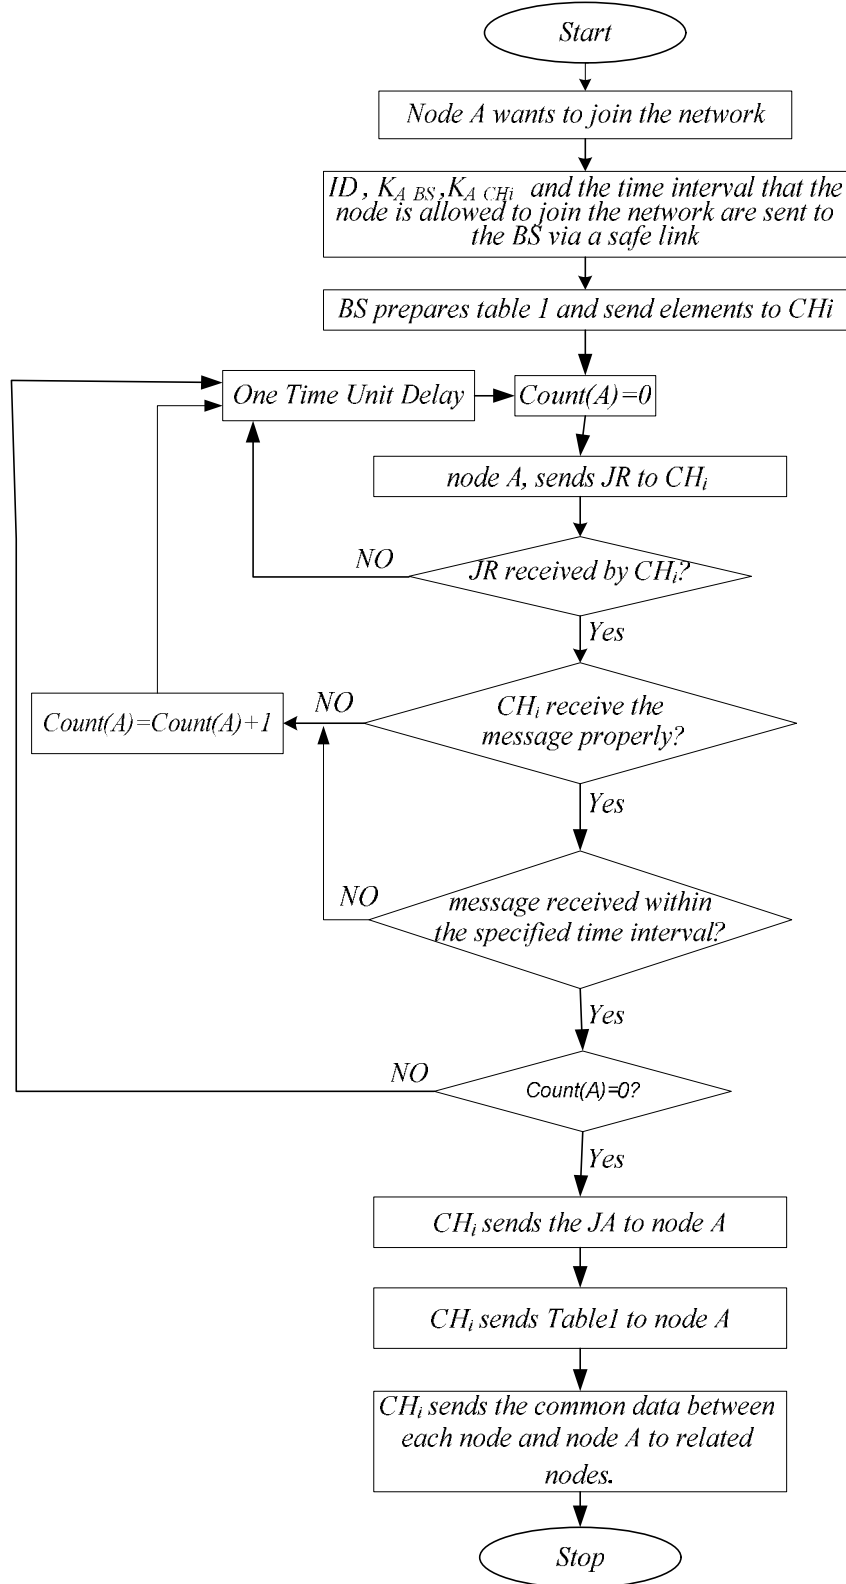 Start
Node A wants to join the network
ID , K_A BS ,K_A CHi and the time interval that the
node is allowed to join the network are sent to
the BS via a safe link
BS prepares table 1 and send elements to CHi
One Time Unit Delay
Count(A)=0
node A, sends JR to CHi
NO
JR received by CHi?
Yes
CHi receive the
message properly?
NO
Count(A)=Count(A)+1
Yes
NO
message received within
the specified time interval?
Yes
NO
Count(A)=0?
Yes
CHi sends the JA to node A
CHi sends Table1 to node A
CHi sends the common data between
each node and node A to related
nodes.
Stop